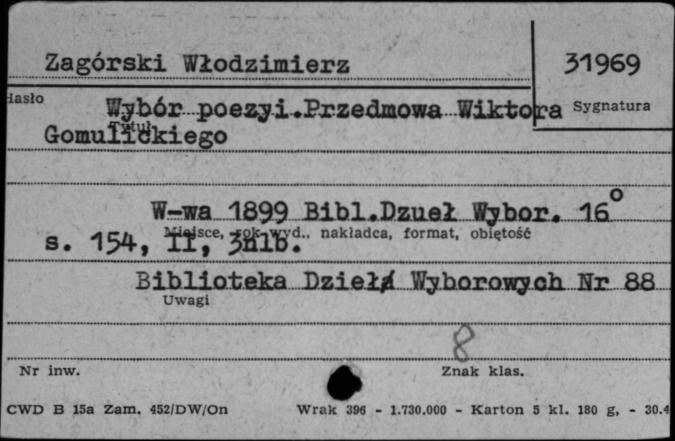 Zagórski Włodzimierz
31969
Hasło
Sygnatura
Wybór poezyi.Przedmowa Wiktora
Tytuł
Gomulickiego
W-wa 1899 Bibl.Dzueł Wybor. 16°
Miejsce, rok wyd., nakładca, format, objętość
s. 154, II, 3nlb.
Biblioteka Dzieł Wyborowych Nr 88
Uwagi
8
Nr inw.
Znak klas.
CWD B 15a Zam. 452/DW/On
Wrak 396 - 1.730.000 - Karton 5 kl. 180 g, - 30.4